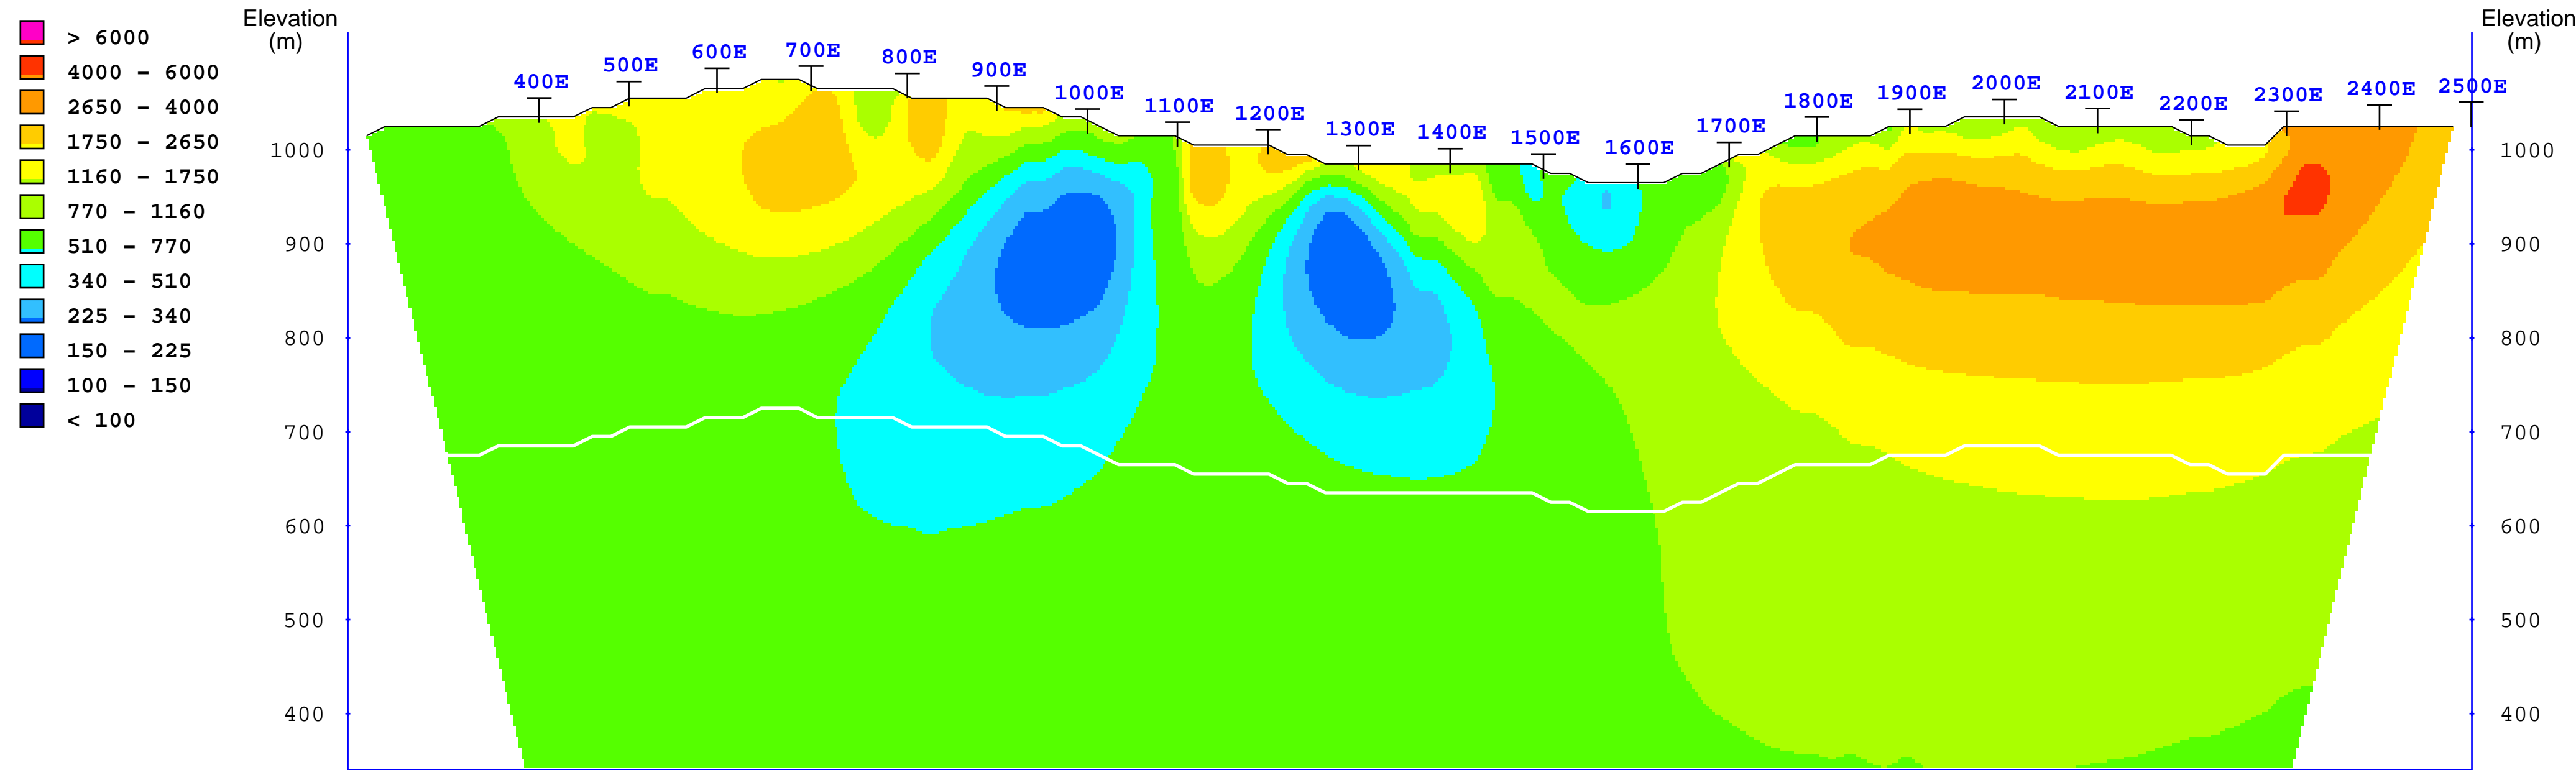 > 6000
4000 - 6000
2650 - 4000
1750 - 2650
1160 - 1750
770 - 1160
510 - 770
340 - 510
225 - 340
150 - 225
100 - 150
< 100
Elevation
(m)
1000
900
800
700
600
500
400
400E
500E
600E
700E
800E
900E
1000E
1100E
1200E
1300E
1400E
1500E
1600E
1700E
1800E
1900E
2000E
2100E
2200E
2300E
2400E
2500E
Elevation
(m)
1000
900
800
700
600
500
400